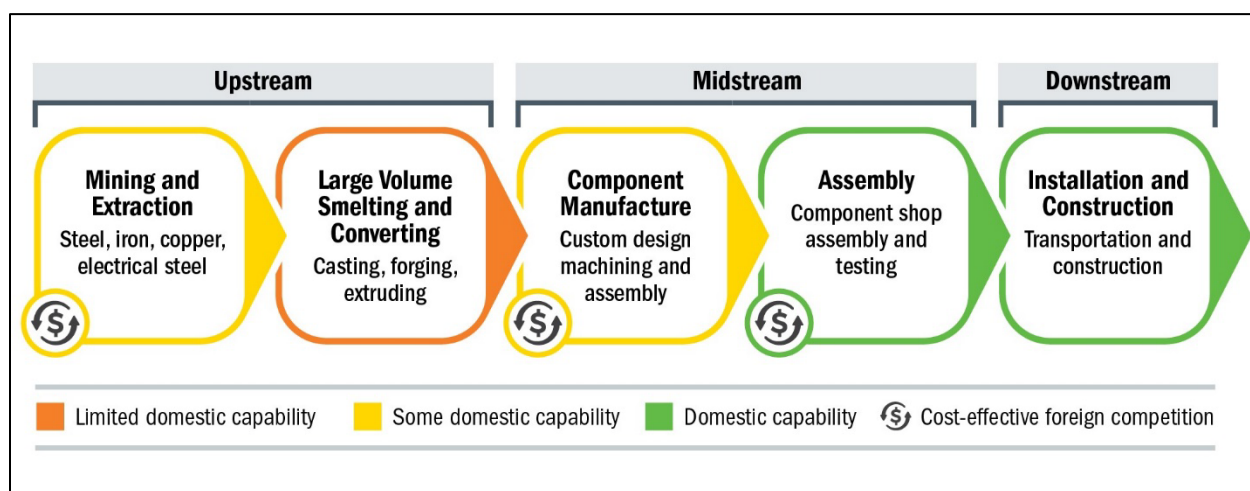 Upstream
Midstream
Downstream
Mining and
Extraction
Steel, iron, copper,
electrical steel
$
Large Volume
Smelting and
Converting
Casting, forging,
extruding
Component
Manufacture
Custom design
machining and
assembly
$
Assembly
Component shop
assembly and
testing
$
Installation and
Construction
Transportation and
construction
Limited domestic capability
Some domestic capability
Domestic capability
$ Cost-effective foreign competition